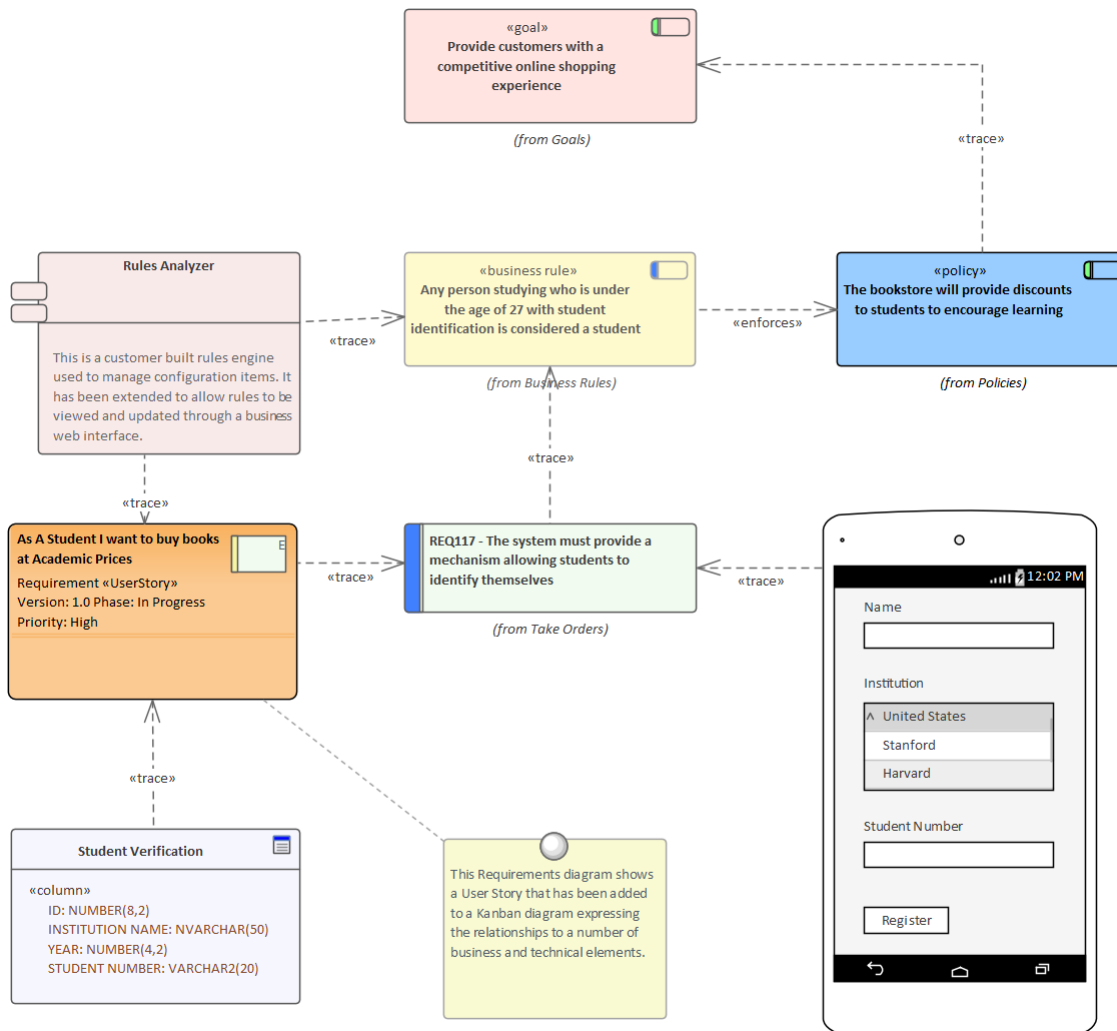 «goal»
Provide customers with a
competitive online shopping
experience
(from Goals)
«trace»
Rules Analyzer
This is a customer built rules engine
used to manage configuration items. It
has been extended to allow rules to be
viewed and updated through a business
web interface.
«trace»
«business rule»
Any person studying who is under
the age of 27 with student
identification is considered a student
(from Business Rules)
«enforces»
«policy»
The bookstore will provide discounts
to students to encourage learning
(from Policies)
«trace»
«trace»
As A Student I want to buy books
at Academic Prices
E
Requirement «UserStory»
Version: 1.0 Phase: In Progress
Priority: High
«trace»
REQ117 - The system must provide a
mechanism allowing students to
identify themselves
(from Take Orders)
«trace»
12:02 PM
Name
Institution
United States
Stanford
Harvard
Student Number
Register
«trace»
Student Verification
«column»
ID: NUMBER(8,2)
INSTITUTION NAME: NVARCHAR(50)
YEAR: NUMBER(4,2)
STUDENT NUMBER: VARCHAR2(20)
This Requirements diagram shows
a User Story that has been added
to a Kanban diagram expressing
the relationships to a number of
business and technical elements.